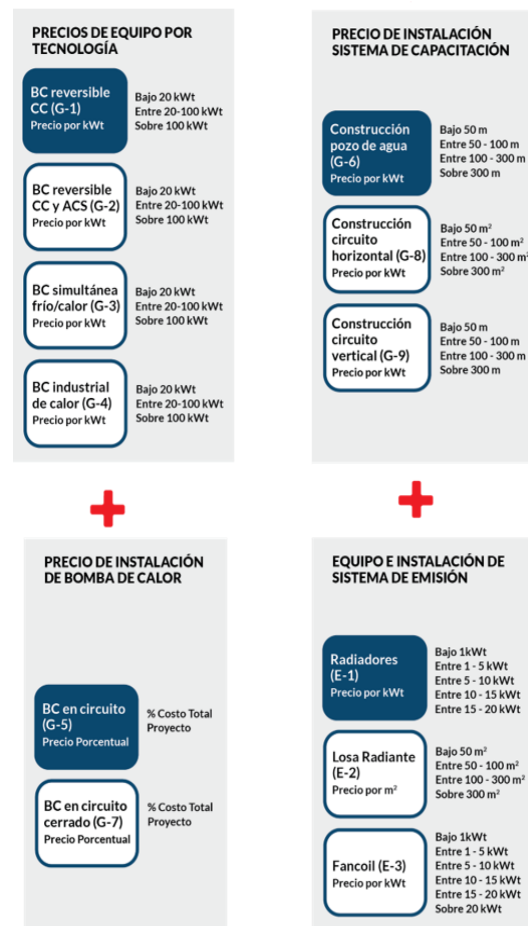 PRECIOS DE EQUIPO POR
TECNOLOGÍA
BC reversible
CC (G-1)
Precio por kWt
Bajo 20 kWt
Entre 20-100 kWt
Sobre 100 kWt
BC reversible
CC y ACS (G-2)
Precio por kWt
Bajo 20 kWt
Entre 20-100 kWt
Sobre 100 kWt
BC simultánea
frío/calor (G-3)
Precio por kWt
Bajo 20 kWt
Entre 20-100 kWt
Sobre 100 kWt
BC industrial
de calor (G-4)
Precio por kWt
Bajo 20 kWt
Entre 20-100 kWt
Sobre 100 kWt
PRECIO DE INSTALACIÓN
SISTEMA DE CAPACITACIÓN
Construcción
pozo de agua
(G-6)
Precio por kWt
Bajo 50 m
Entre 50 - 100 m
Entre 100 - 300 m
Sobre 300 m
Construcción
circuito
horizontal (G-8)
Precio por kWt
Bajo 50 m²
Entre 50 - 100 m²
Entre 100 - 300 m²
Sobre 300 m²
Construcción
circuito
vertical (G-9)
Precio por kWt
Bajo 50 m
Entre 50 - 100 m
Entre 100 - 300 m
Sobre 300 m
PRECIO DE INSTALACIÓN
DE BOMBA DE CALOR
BC en circuito
(G-5)
Precio Porcentual
% Costo Total
Proyecto
BC en circuito
cerrado (G-7)
Precio Porcentual
% Costo Total
Proyecto
EQUIPO E INSTALACIÓN DE
SISTEMA DE EMISIÓN
Radiadores
(E-1)
Precio por kWt
Bajo 1kWt
Entre 1 - 5 kWt
Entre 5 - 10 kWt
Entre 10 - 15 kWt
Entre 15 - 20 kWt
Losa Radiante
(E-2)
Precio por m²
Bajo 50 m²
Entre 50 - 100 m²
Entre 100 - 300 m²
Sobre 300 m²
Fancoil (E-3)
Precio por kWt
Bajo 1kWt
Entre 1 - 5 kWt
Entre 5 - 10 kWt
Entre 10 - 15 kWt
Entre 15 - 20 kWt
Sobre 20 kWt